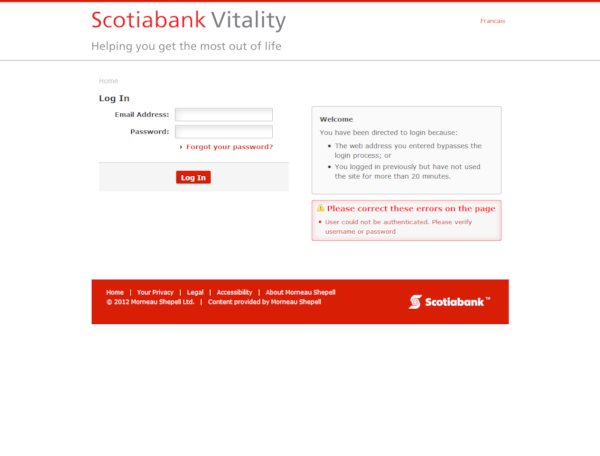 Scotiabank Vitality
Francais
Helping you get the most out of life
Home
Log In
Email Address:
Password:
Forgot your password?
Log In
Welcome
You have been directed to login because:
The web address you entered bypasses the
login process; or
You logged in previously but have not used
the site for more than 20 minutes.
Please correct these errors on the page
User could not be authenticated. Please verify
username or password
Home | Your Privacy | Legal | Accessibility | About Morneau Shepell
© 2012 Morneau Shepell Ltd. | Content provided by Morneau Shepell
Scotiabank™